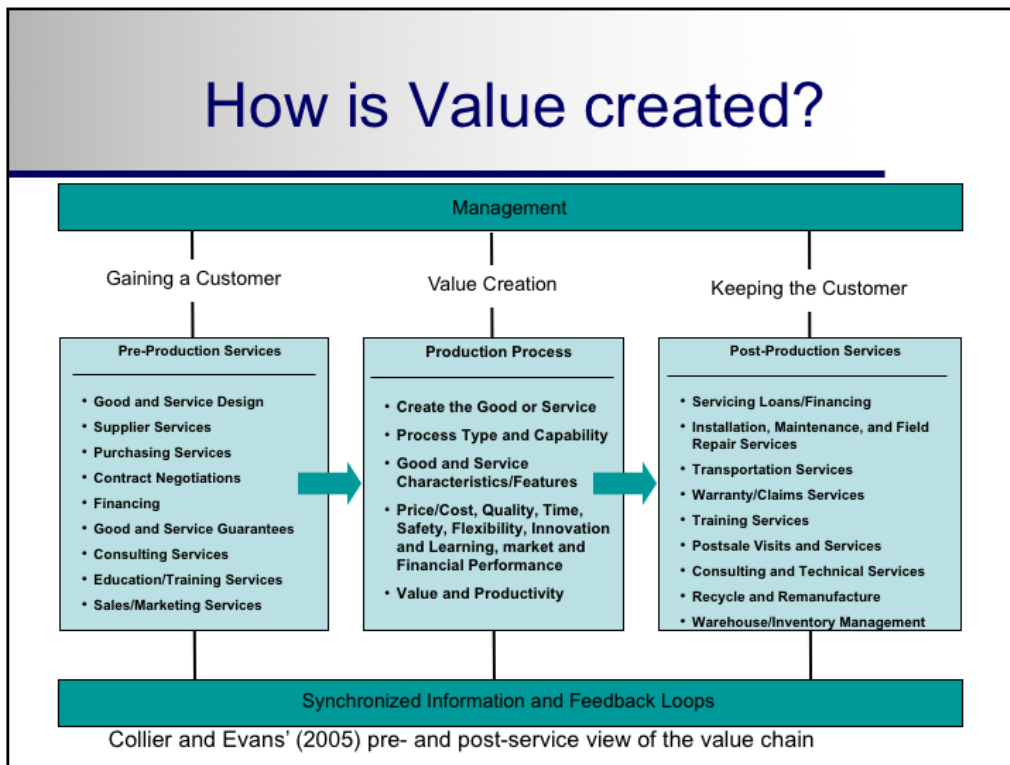 How is Value created?
Management
Gaining a Customer
Value Creation
Keeping the Customer
Pre-Production Services
• Good and Service Design
• Supplier Services
• Purchasing Services
• Contract Negotiations
• Financing
• Good and Service Guarantees
• Consulting Services
• Education/Training Services
• Sales/Marketing Services
Production Process
• Create the Good or Service
• Process Type and Capability
• Good and Service
Characteristics/Features
• Price/Cost, Quality, Time,
Safety, Flexibility, Innovation
and Learning, market and
Financial Performance
• Value and Productivity
Post-Production Services
• Servicing Loans/Financing
• Installation, Maintenance, and Field
Repair Services
• Transportation Services
• Warranty/Claims Services
• Training Services
• Postsale Visits and Services
• Consulting and Technical Services
• Recycle and Remanufacture
• Warehouse/Inventory Management
Synchronized Information and Feedback Loops
Collier and Evans’ (2005) pre- and post-service view of the value chain